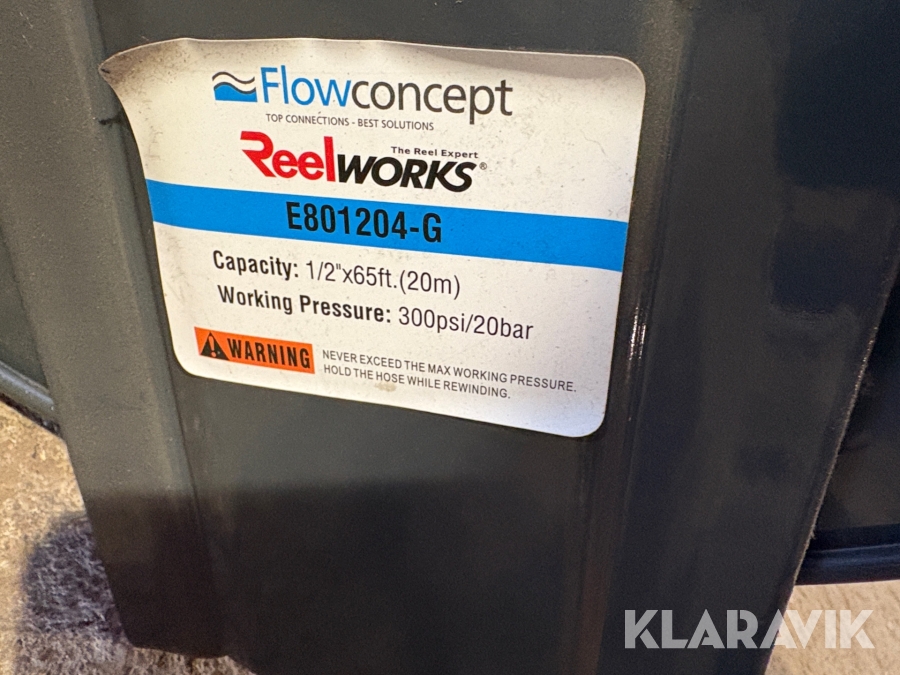 Flowconcept
TOP CONNECTIONS - BEST SOLUTIONS
The Reel Expert
ReelWORKS®
E801204-G
Capacity: 1/2"x65ft.(20m)
Working Pressure: 300psi/20bar
WARNING
NEVER EXCEED THE MAX WORKING PRESSURE.
HOLD THE HOSE WHILE REWINDING.
KLARAVIK